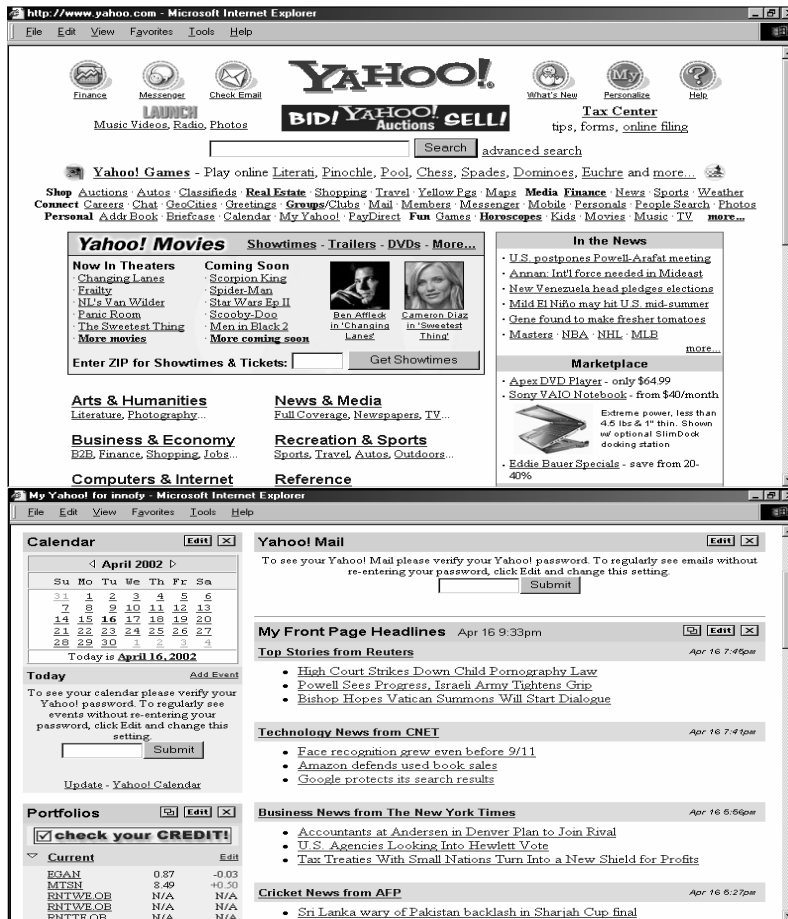 http://www.yahoo.com - Microsoft Internet Explorer
File Edit View Favorites Tools Help
YAHOO!
Finance Messenger Check Email What's New My Personalize ? Help
LAUNCH
Music Videos, Radio, Photos
BID! YAHOO! Auctions SELL!
Tax Center
tips, forms, online filing
Search advanced search
Yahoo! Games - Play online Literati, Pinochle, Pool, Chess, Spades, Dominoes, Euchre and more...
Shop Auctions · Autos · Classifieds · Real Estate · Shopping · Travel · Yellow Pgs · Maps Media Finance · News · Sports · Weather
Connect Careers · Chat · GeoCities · Greetings · Groups/Clubs · Mail · Members · Messenger · Mobile · Personals · People Search · Photos
Personal Addr Book · Briefcase · Calendar · My Yahoo! · PayDirect Fun Games · Horoscopes · Kids · Movies · Music · TV more...
Yahoo! Movies Showtimes - Trailers - DVDs - More...
Now In Theaters
· Changing Lanes
· Frailty
· NL's Van Wilder
· Panic Room
· The Sweetest Thing
· More movies
Coming Soon
· Scorpion King
· Spider-Man
· Star Wars Ep II
· Scooby-Doo
· Men in Black 2
· More coming soon
Ben Affleck
in 'Changing
Lanes'
Cameron Diaz
in 'Sweetest
Thing'
Enter ZIP for Showtimes & Tickets: Get Showtimes
In the News
· U.S. postpones Powell-Arafat meeting
· Annan: Int'l force needed in Mideast
· New Venezuela head pledges elections
· Mild El Niño may hit U.S. mid-summer
· Gene found to make fresher tomatoes
· Masters · NBA · NHL · MLB
more...
Marketplace
· Apex DVD Player - only $64.99
· Sony VAIO Notebook - from $40/month
Extreme power, less than
4.5 lbs & 1" thin. Shown
w/ optional SlimDock
docking station
· Eddie Bauer Specials - save from 20-
40%
Arts & Humanities
Literature, Photography...
News & Media
Full Coverage, Newspapers, TV...
Business & Economy
B2B, Finance, Shopping, Jobs...
Recreation & Sports
Sports, Travel, Autos, Outdoors...
Computers & Internet
Reference
My Yahoo! for innofy - Microsoft Internet Explorer
File Edit View Favorites Tools Help
Calendar Edit X
April 2002
Su Mo Tu We Th Fr Sa
31 1 2 3 4 5 6
7 8 9 10 11 12 13
14 15 16 17 18 19 20
21 22 23 24 25 26 27
28 29 30 1 2 3 4
Today is April 16, 2002
Today Add Event
To see your calendar please verify your
Yahoo! password. To regularly see
events without re-entering your
password, click Edit and change this
setting.
Submit
Update - Yahoo! Calendar
Portfolios Edit X
check your CREDIT!
Current Edit
EGAN 0.87 -0.03
MTSN 8.49 +0.50
RNTWE.OB N/A N/A
RNTWE.OB N/A N/A
RNTTE.OB N/A N/A
Yahoo! Mail Edit X
To see your Yahoo! Mail please verify your Yahoo! password. To regularly see emails without
re-entering your password, click Edit and change this setting.
Submit
My Front Page Headlines Apr 16 9:33pm Edit X
Top Stories from Reuters Apr 16 7:46pm
• High Court Strikes Down Child Pornography Law
• Powell Sees Progress, Israeli Army Tightens Grip
• Bishop Hopes Vatican Summons Will Start Dialogue
Technology News from CNET Apr 16 7:41pm
• Face recognition grew even before 9/11
• Amazon defends used book sales
• Google protects its search results
Business News from The New York Times Apr 16 5:56pm
• Accountants at Andersen in Denver Plan to Join Rival
• U.S. Agencies Looking Into Hewlett Vote
• Tax Treaties With Small Nations Turn Into a New Shield for Profits
Cricket News from AFP Apr 16 5:27pm
• Sri Lanka wary of Pakistan backlash in Sharjah Cup final